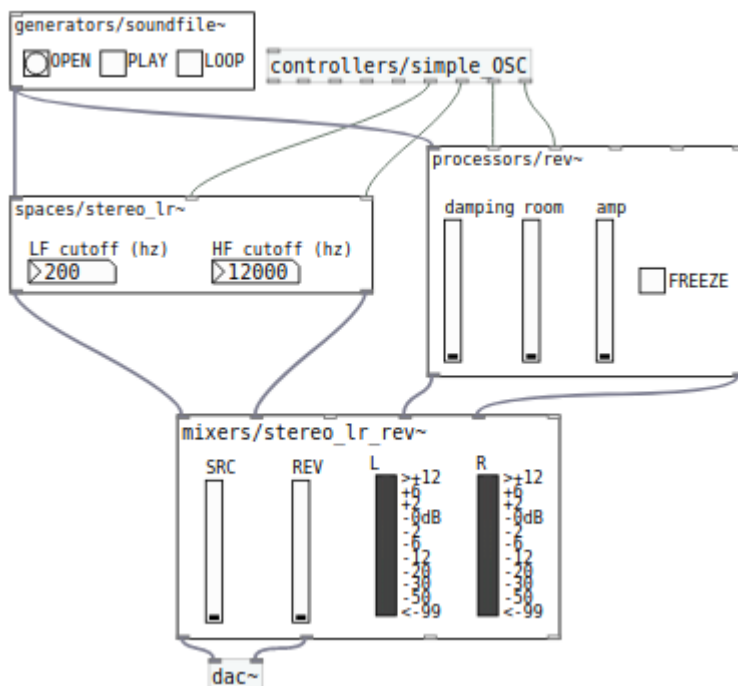 generators/soundfile~
OPEN PLAY LOOP
controllers/simple_OSC
processors/rev~
damping room amp
FREEZE
spaces/stereo_lr~
LF cutoff (hz) HF cutoff (hz)
200 12000
mixers/stereo_lr_rev~
SRC REV L R
>+12 >+12
+6 +6
+2 +2
-0dB -0dB
-2 -2
-6 -6
-12 -12
-20 -20
-30 -30
-50 -50
<-99 <-99
dac~